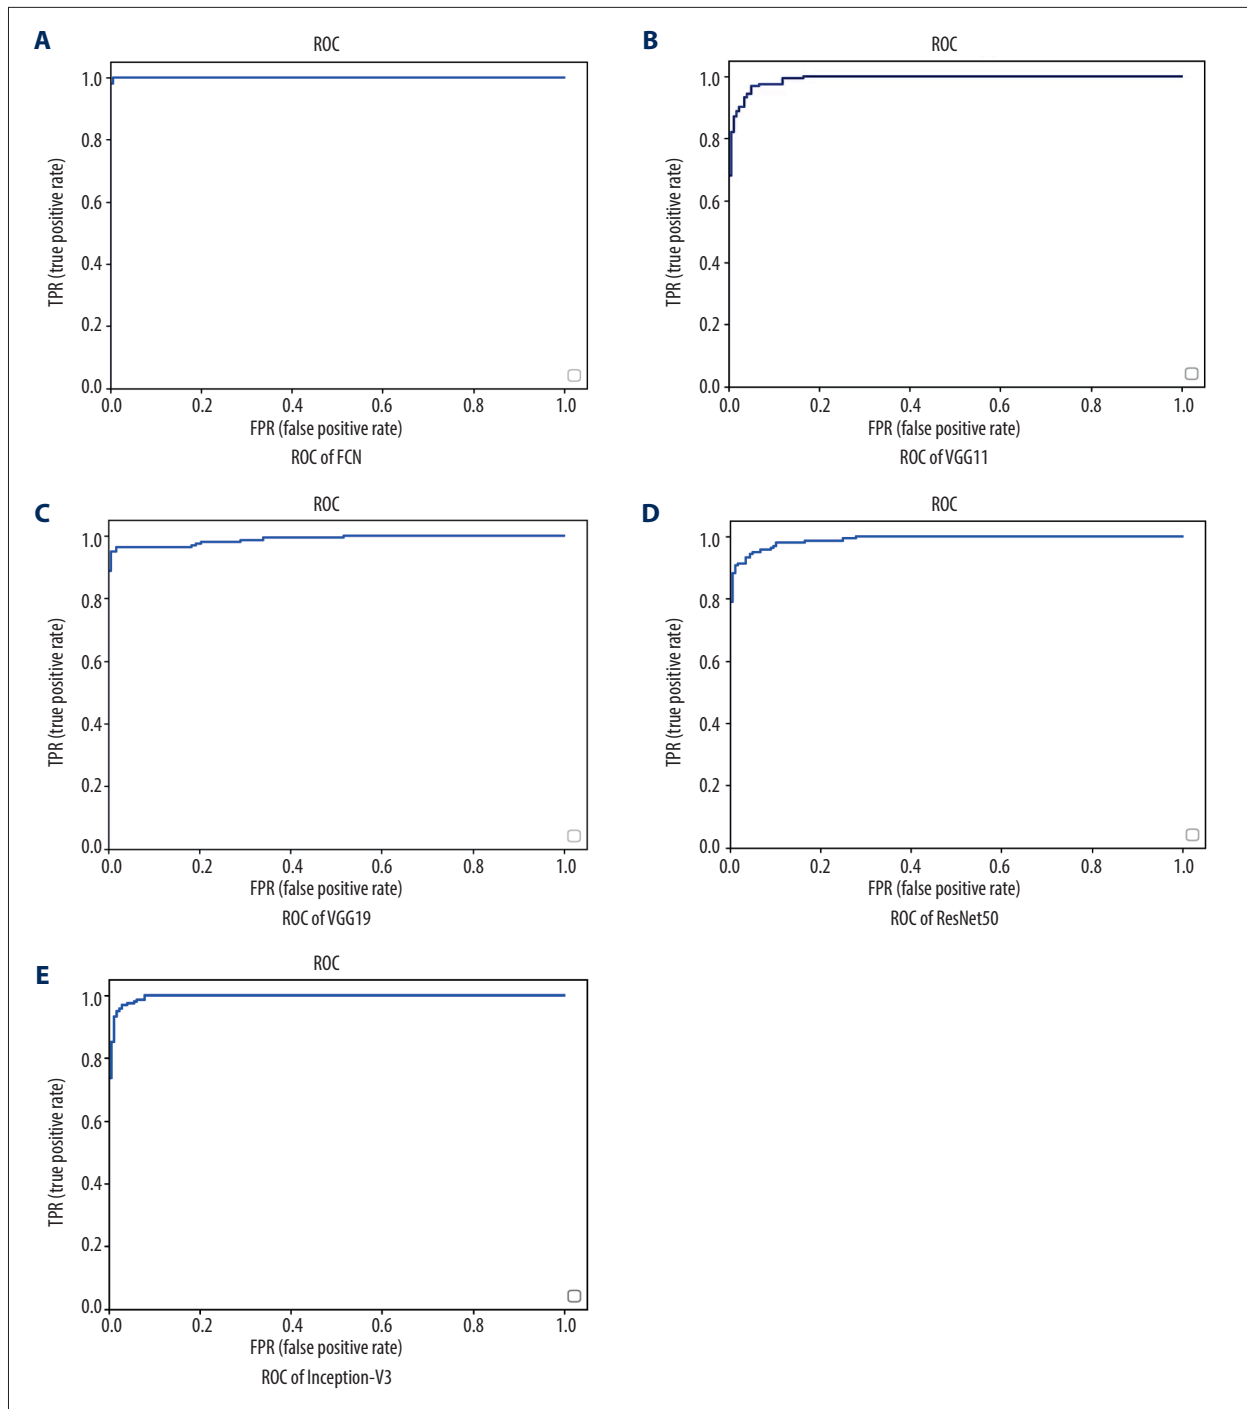 A
ROC
TPR (true positive rate)
1.0
0.8
0.6
0.4
0.2
0.0
0.0 0.2 0.4 0.6 0.8 1.0
FPR (false positive rate)
ROC of FCN
B
ROC
TPR (true positive rate)
1.0
0.8
0.6
0.4
0.2
0.0
0.0 0.2 0.4 0.6 0.8 1.0
FPR (false positive rate)
ROC of VGG11
C
ROC
TPR (true positive rate)
1.0
0.8
0.6
0.4
0.2
0.0
0.0 0.2 0.4 0.6 0.8 1.0
FPR (false positive rate)
ROC of VGG19
D
ROC
TPR (true positive rate)
1.0
0.8
0.6
0.4
0.2
0.0
0.0 0.2 0.4 0.6 0.8 1.0
FPR (false positive rate)
ROC of ResNet50
E
ROC
TPR (true positive rate)
1.0
0.8
0.6
0.4
0.2
0.0
0.0 0.2 0.4 0.6 0.8 1.0
FPR (false positive rate)
ROC of Inception-V3